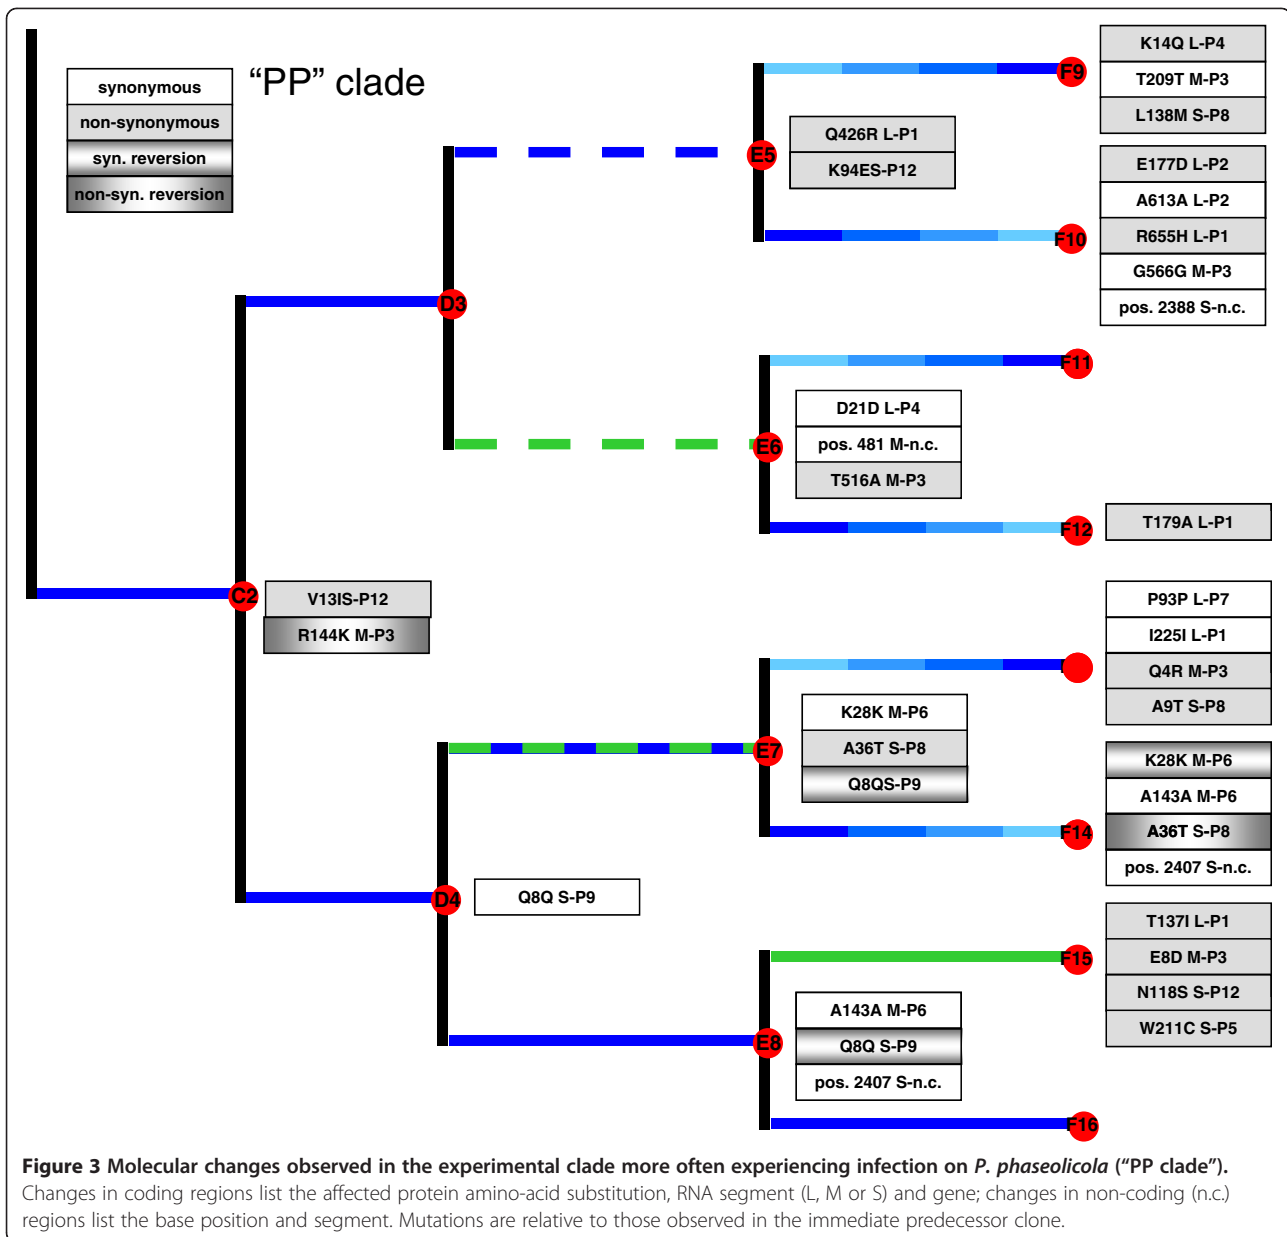 "PP" clade
synonymous
non-synonymous
syn. reversion
non-syn. reversion
F9
K14Q L-P4
T209T M-P3
L138M S-P8
E5
Q426R L-P1
K94ES-P12
F10
E177D L-P2
A613A L-P2
R655H L-P1
G566G M-P3
pos. 2388 S-n.c.
D3
F11
E6
D21D L-P4
pos. 481 M-n.c.
T516A M-P3
F12
T179A L-P1
C2
V13IS-P12
R144K M-P3
P93P L-P7
I225I L-P1
Q4R M-P3
A9T S-P8
E7
K28K M-P6
A36T S-P8
Q8QS-P9
F14
K28K M-P6
A143A M-P6
A36T S-P8
pos. 2407 S-n.c.
D4
Q8Q S-P9
F15
T137I L-P1
E8D M-P3
N118S S-P12
W211C S-P5
E8
A143A M-P6
Q8Q S-P9
pos. 2407 S-n.c.
F16
Figure 3 Molecular changes observed in the experimental clade more often experiencing infection on P. phaseolicola ("PP clade").
Changes in coding regions list the affected protein amino-acid substitution, RNA segment (L, M or S) and gene; changes in non-coding (n.c.)
regions list the base position and segment. Mutations are relative to those observed in the immediate predecessor clone.